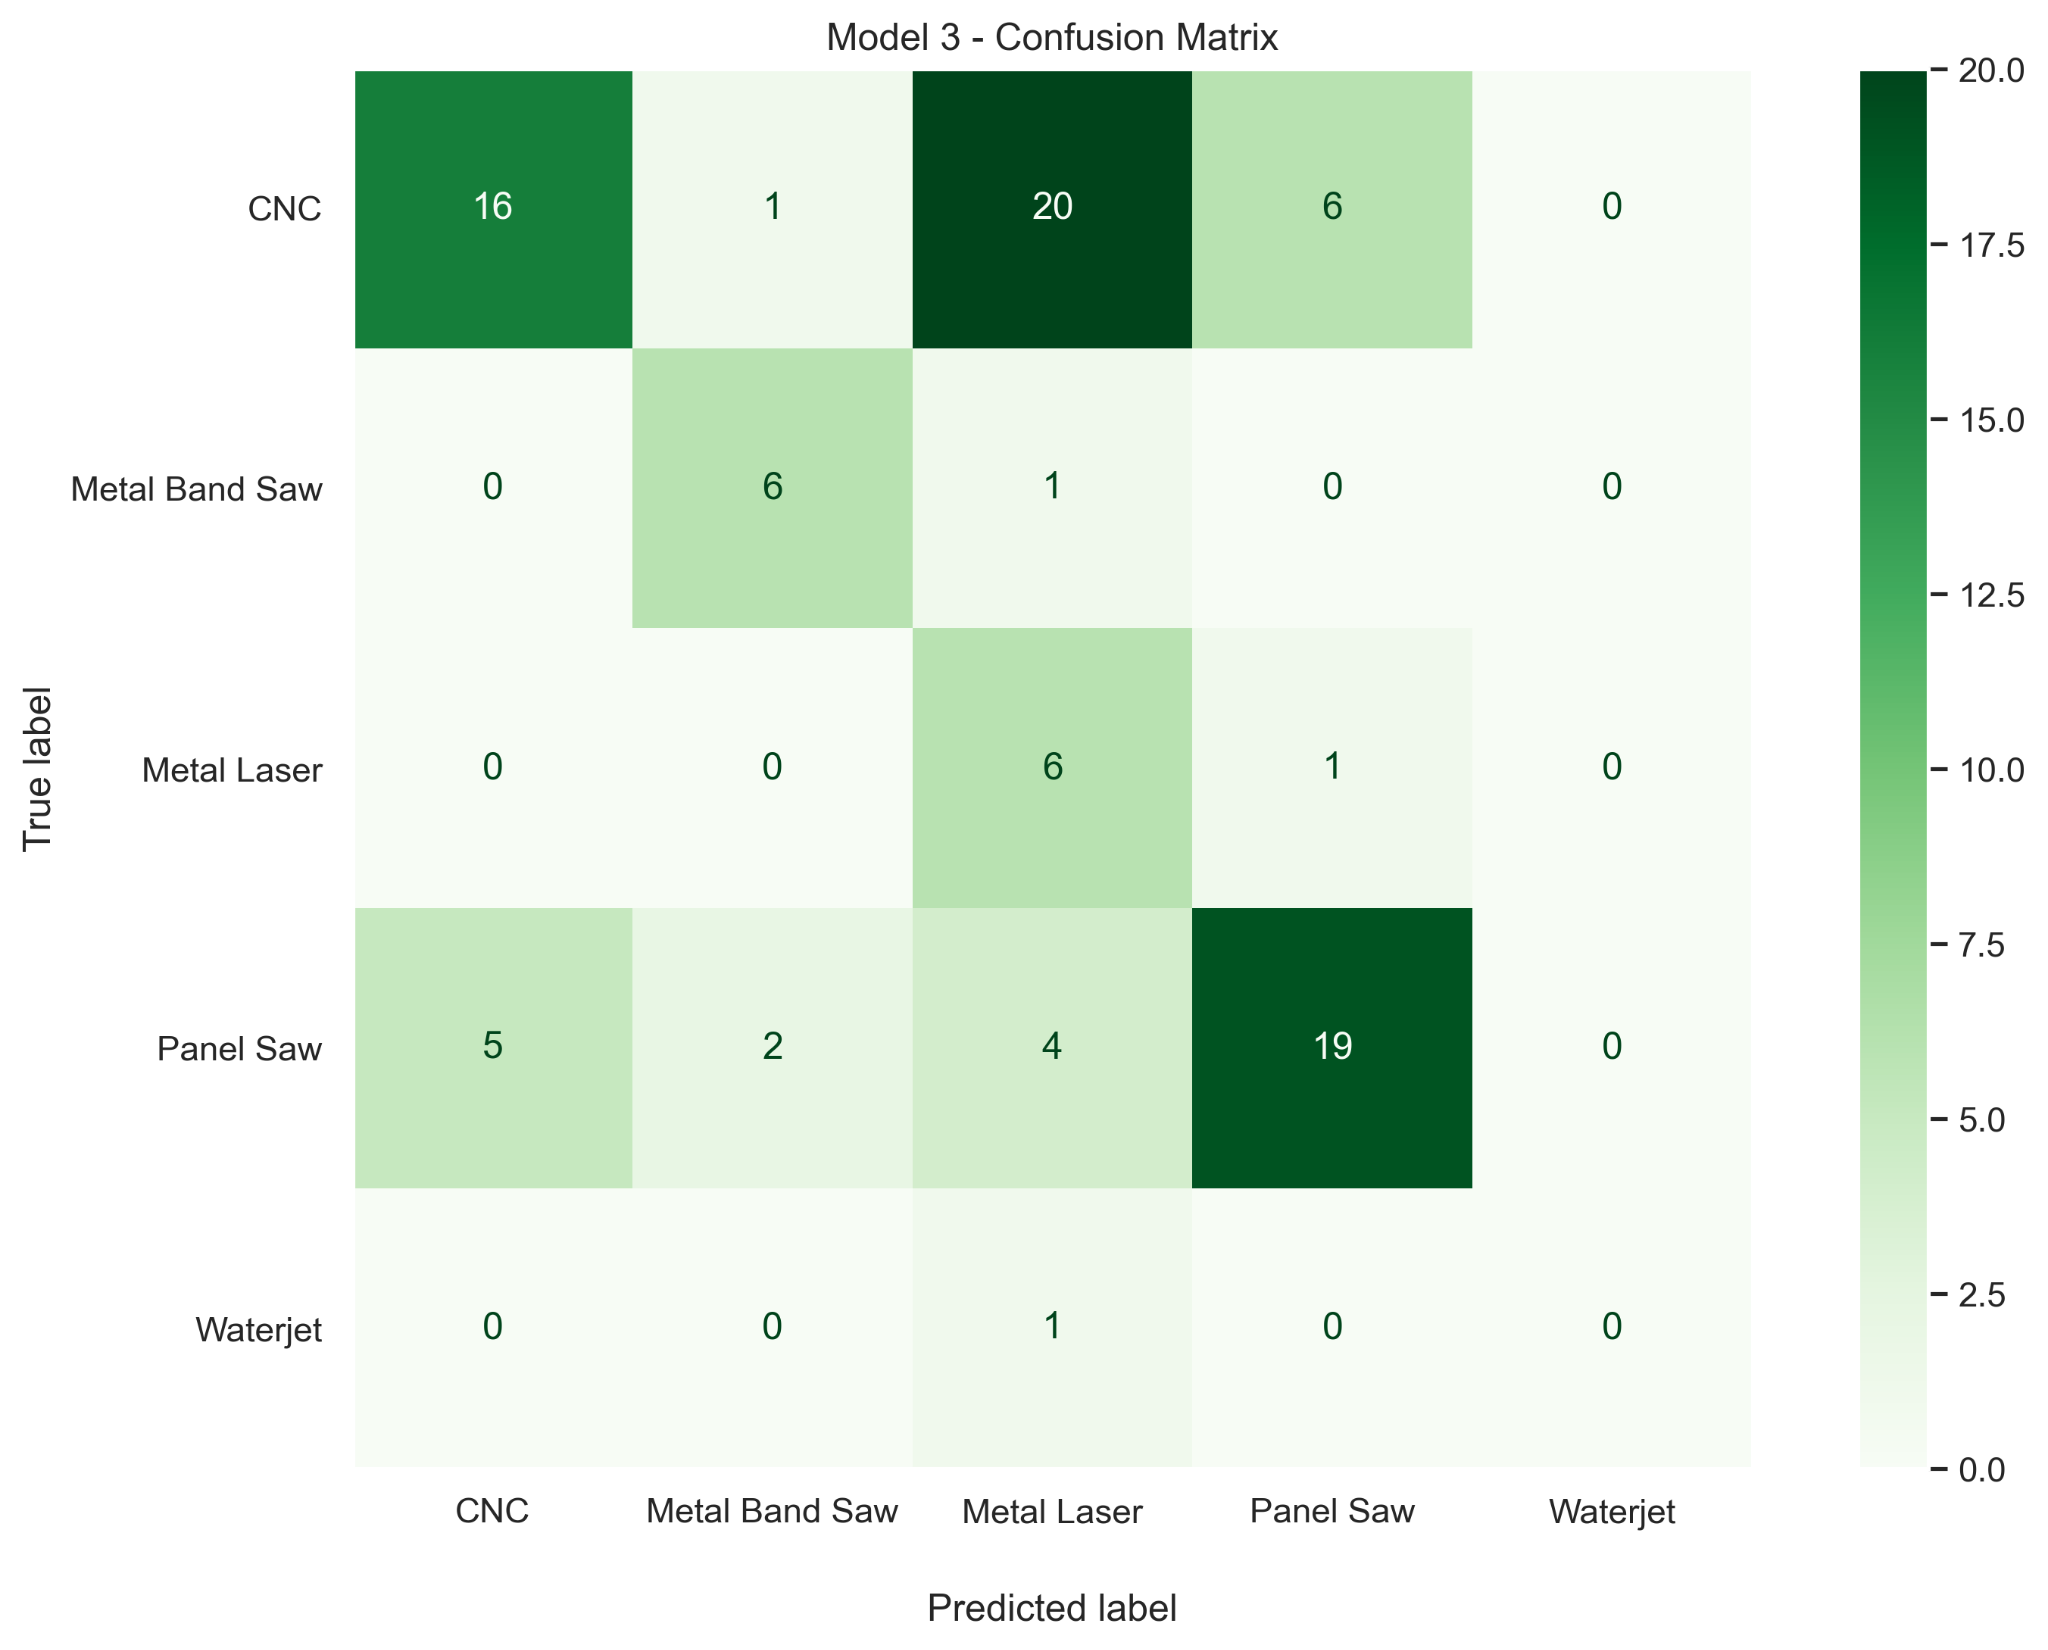 Model 3 - Confusion Matrix
CNC 16 1 20 6 0
Metal Band Saw 0 6 1 0 0
Metal Laser 0 0 6 1 0
Panel Saw 5 2 4 19 0
Waterjet 0 0 1 0 0
CNC Metal Band Saw Metal Laser Panel Saw Waterjet
Predicted label
True label
20.0
17.5
15.0
12.5
10.0
7.5
5.0
2.5
0.0